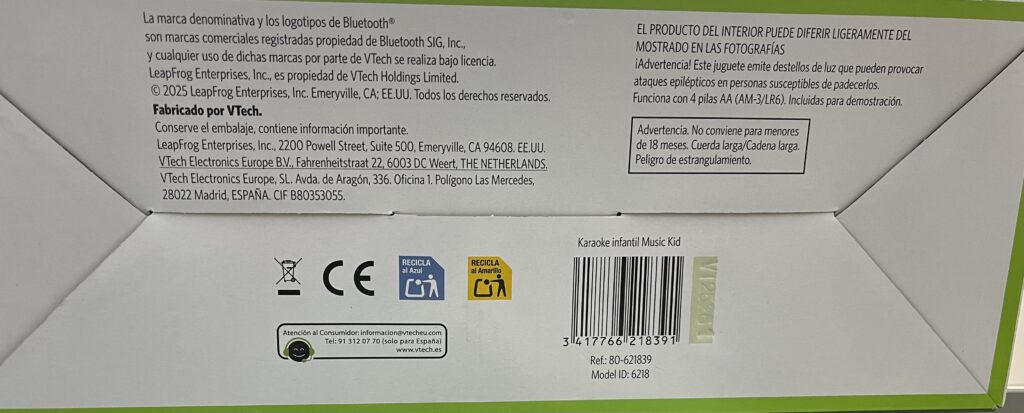 La marca denominativa y los logotipos de Bluetooth®
son marcas comerciales registradas propiedad de Bluetooth SIG, Inc.,
y cualquier uso de dichas marcas por parte de VTech se realiza bajo licencia.
LeapFrog Enterprises, Inc., es propiedad de VTech Holdings Limited.
© 2025 LeapFrog Enterprises, Inc. Emeryville, CA; EE.UU. Todos los derechos reservados.
Fabricado por VTech.
Conserve el embalaje, contiene información importante.
LeapFrog Enterprises, Inc., 2200 Powell Street, Suite 500, Emeryville, CA 94608. EE.UU.
VTech Electronics Europe B.V., Fahrenheitstraat 22, 6003 DC Weert, THE NETHERLANDS.
VTech Electronics Europe, SL. Avda. de Aragón, 336. Oficina 1. Polígono Las Mercedes,
28022 Madrid, ESPAÑA. CIF B80353055.
EL PRODUCTO DEL INTERIOR PUEDE DIFERIR LIGERAMENTE DEL
MOSTRADO EN LAS FOTOGRAFÍAS
¡Advertencia! Este juguete emite destellos de luz que pueden provocar
ataques epilépticos en personas susceptibles de padecerlos.
Funciona con 4 pilas AA (AM-3/LR6). Incluidas para demostración.
Advertencia. No conviene para menores
de 18 meses. Cuerda larga/Cadena larga.
Peligro de estrangulamiento.
CE
RECICLA
al Azul
RECICLA
al Amarillo
Atención al Consumidor: informacion@vtecheu.com
Tel: 91 312 07 70 (solo para España)
www.vtech.es
Karaoke infantil Music Kid
3 417766 218391
Ref.: 80-621839
Model ID: 6218